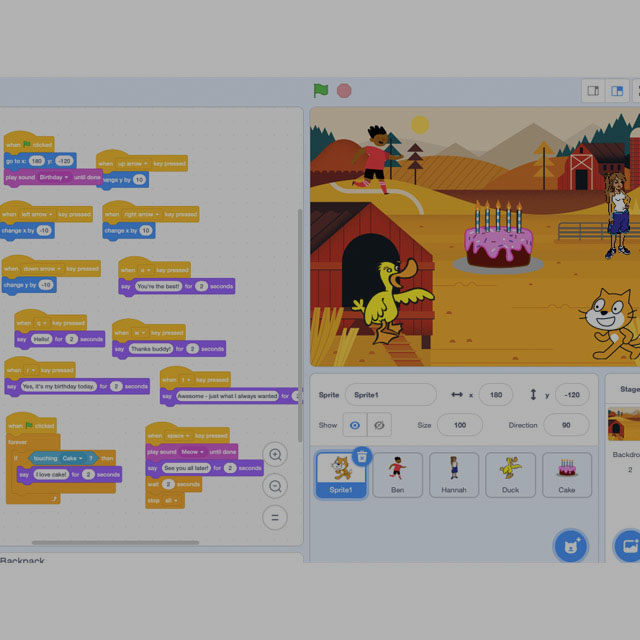 when clicked
go to x: 180 y: -120
play sound Birthday until done
when up arrow key pressed
ange y by 10
when left arrow key pressed
change x by -10
when right arrow key pressed
change x by 10
when down arrow key pressed
change y by -10
when key pressed
say You're the best! for 2 seconds
when q key pressed
say Hello! for 2 seconds
when w key pressed
say Thanks buddy! for 2 seconds
when r key pressed
say Yes, it's my birthday today. for 2 seconds
when t key pressed
say Awesome - just what I always wanted for
when clicked
forever
if touching Cake ? then
say I love cake! for 2 seconds
when space key pressed
play sound Meow until done
say See you all later! for 2 seconds
wait 2 seconds
stop all
Backpack
Sprite Sprite1 x 180 y -120
Show Size 100 Direction 90
Sprite1 Ben Hannah Duck Cake
Stage
Backdro
2